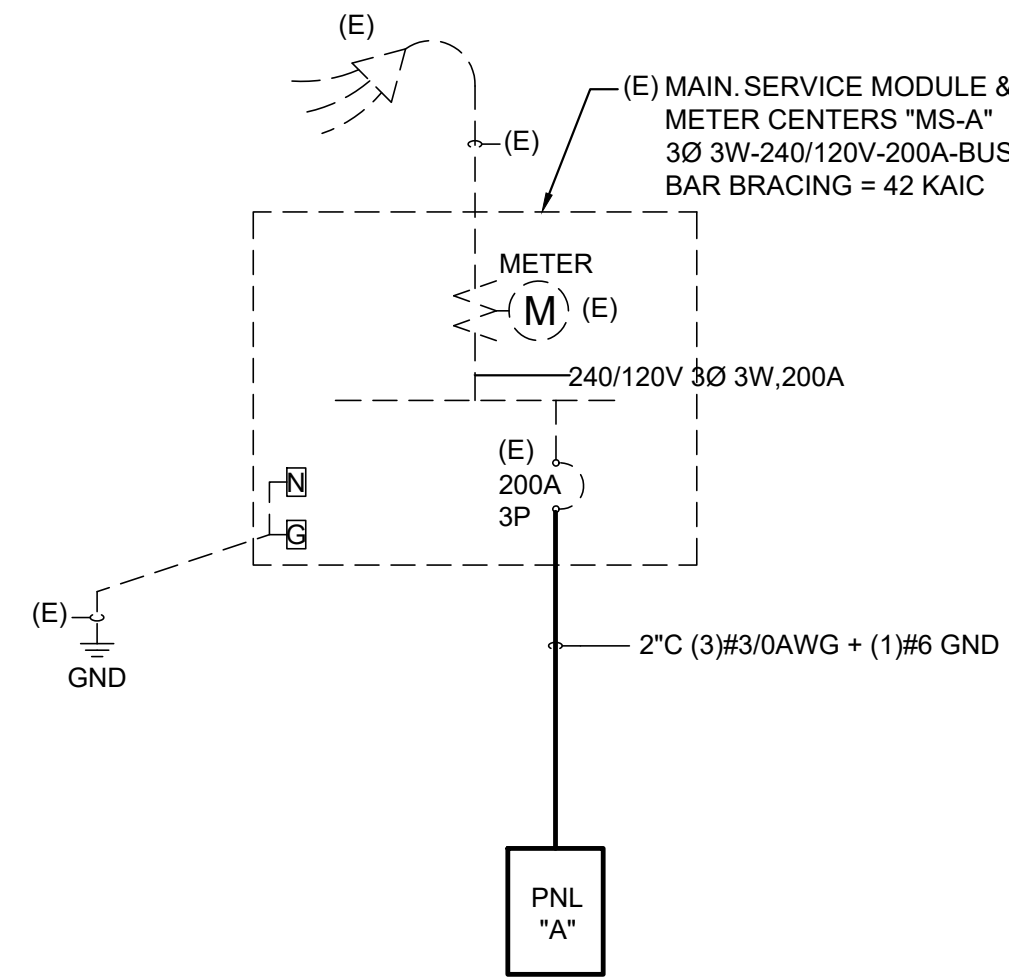 (E)
(E) MAIN. SERVICE MODULE &
METER CENTERS "MS-A"
3Ø 3W-240/120V-200A-BUS
BAR BRACING = 42 KAIC
(E)
METER
M (E)
240/120V 3Ø 3W,200A
(E)
200A
3P
N
G
(E)
GND
2"C (3)#3/0AWG + (1)#6 GND
PNL
"A"